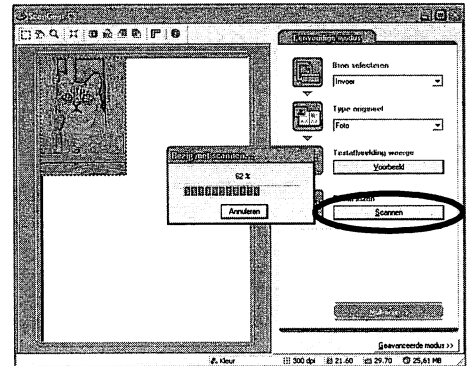 ScanGear
Eenvoudige modus
Bron selecteren
Invoer
Type origineel
Foto
Testafbeelding weerge
Voorbeeld
Bezig met scannen...
62 %
Annuleren
Scannen
Geavanceerde modus >>
Kleur
300 dpi
21.60
29.70
25,61 MB